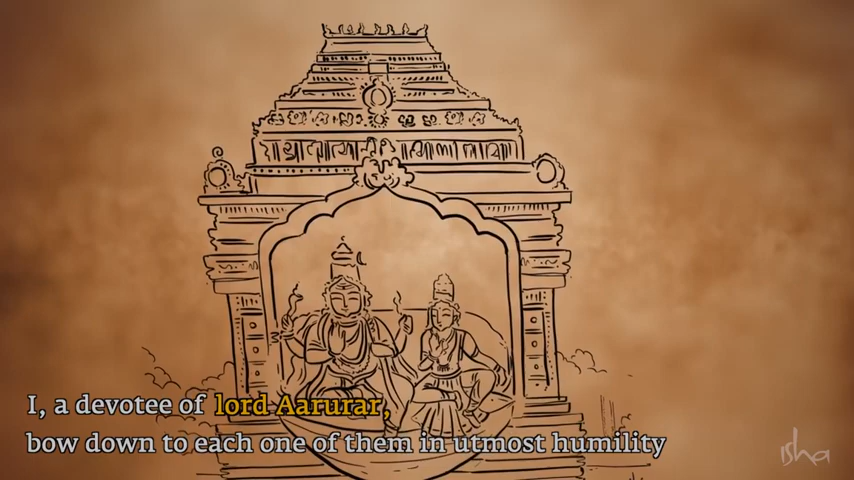 I, a devotee of lord Aarurar,
bow down to each one of them in utmost humility
isha